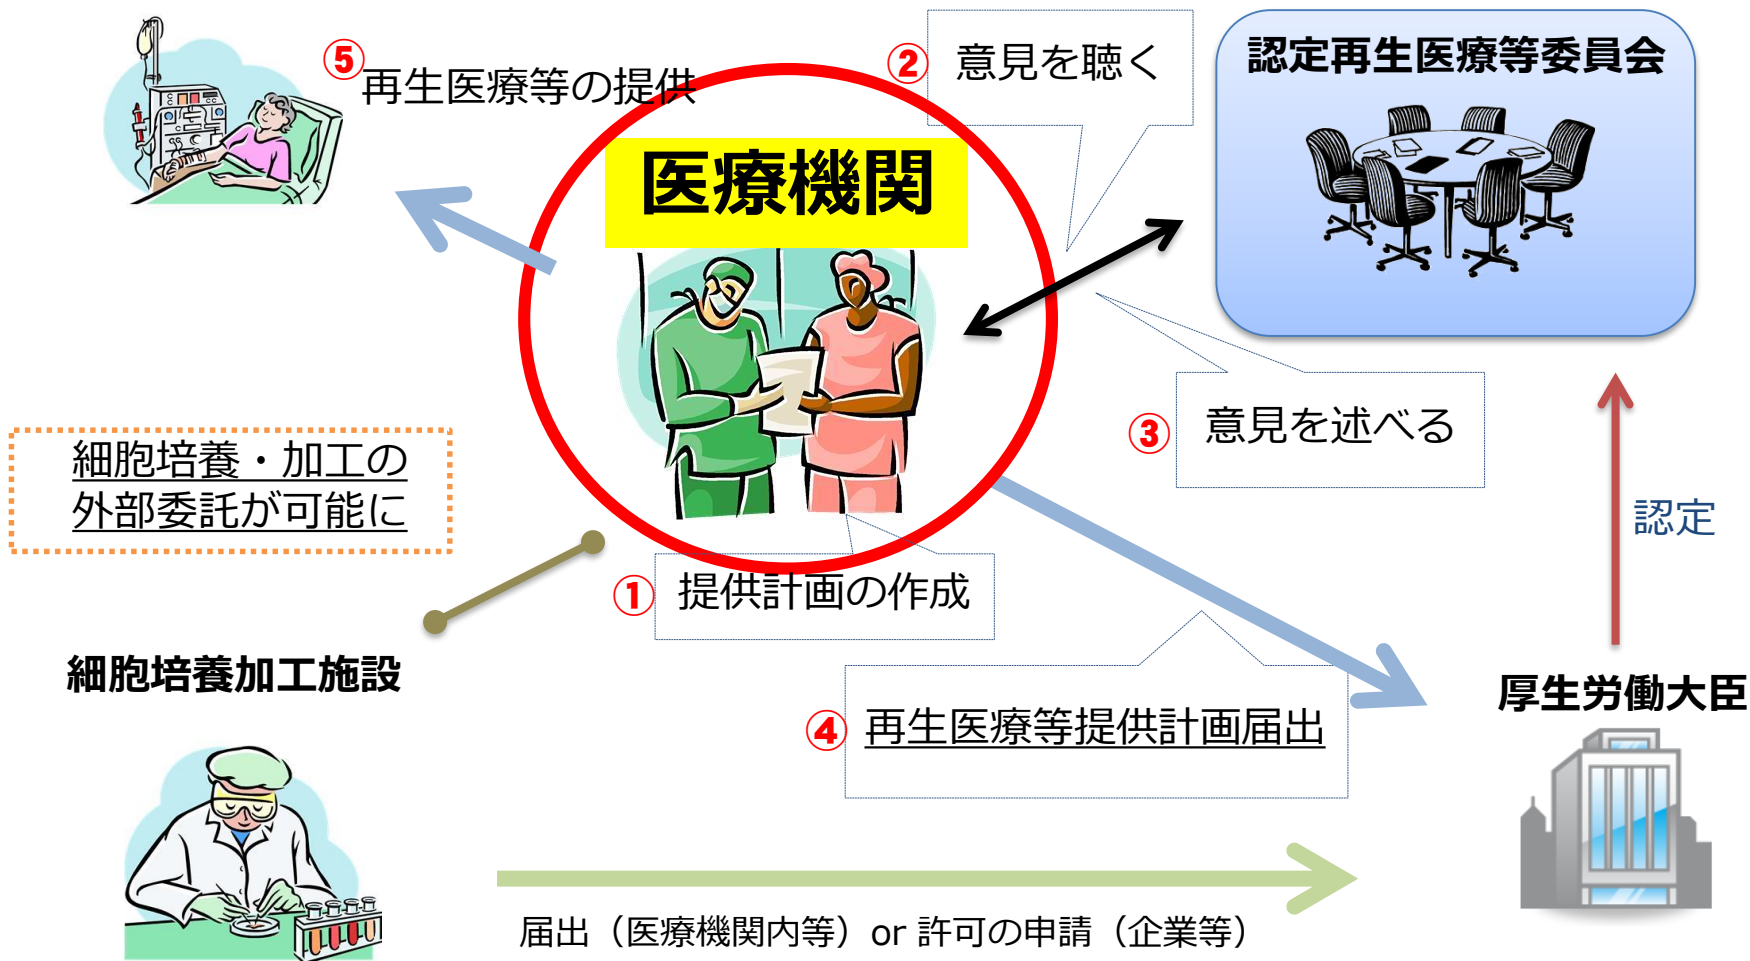 ⑤
再生医療等の提供
② 意見を聴く
認定再生医療等委員会
医療機関
③ 意見を述べる
細胞培養・加工の
外部委託が可能に
認定
① 提供計画の作成
細胞培養加工施設
厚生労働大臣
④ 再生医療等提供計画届出
届出（医療機関内等）or 許可の申請（企業等）